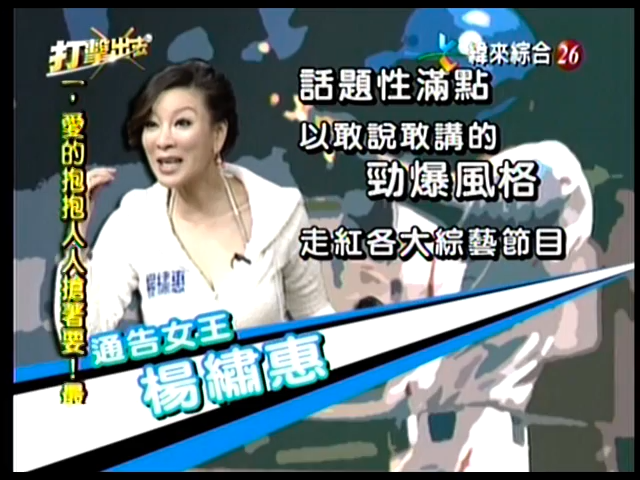 打擊出去
緯來綜合26
一，愛的抱抱人人搶著要！最
話題性滿點
以敢說敢講的
勁爆風格
走紅各大綜藝節目
楊繡惠
通告女王
楊繡惠